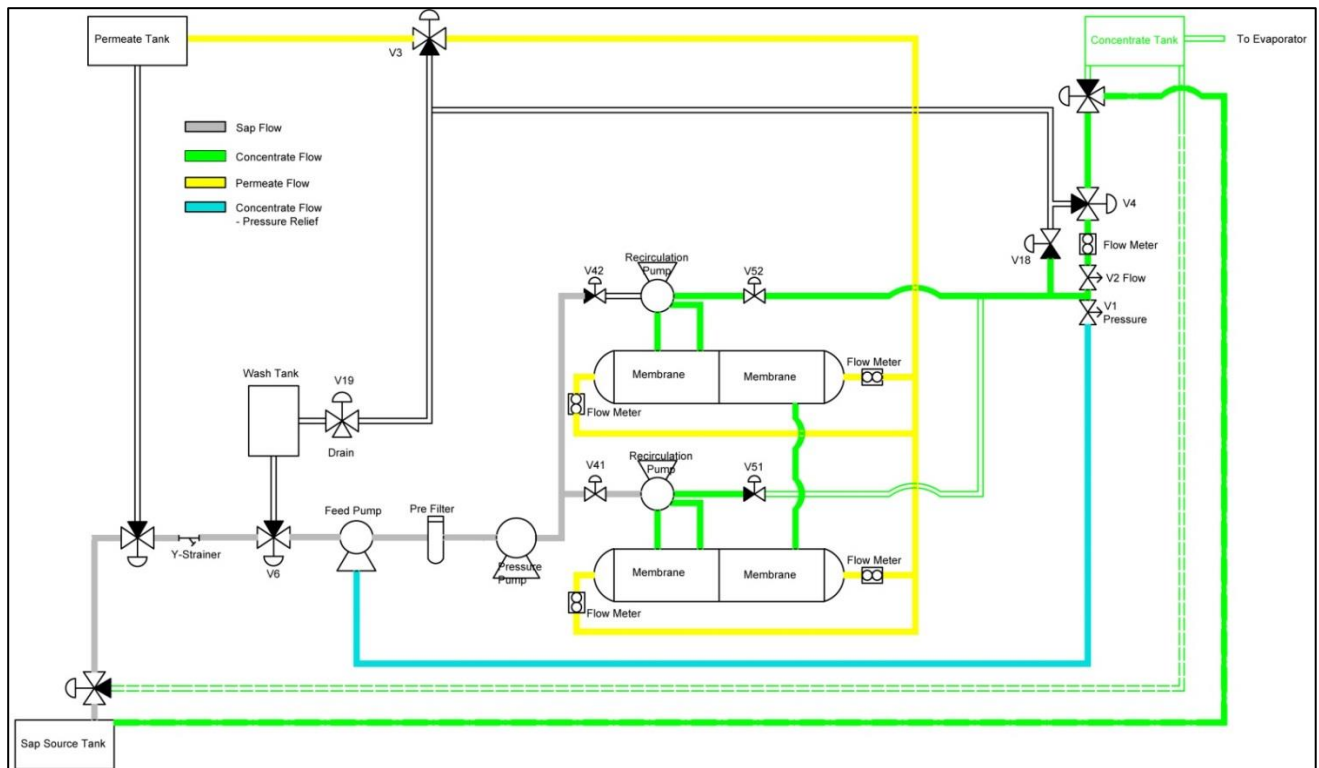 Permeate Tank
V3
Concentrate Tank
To Evaporator
Sap Flow
Concentrate Flow
Permeate Flow
Concentrate Flow
- Pressure Relief
V4
Flow Meter
V18
V2 Flow
V1
Pressure
V42
Recirculation
Pump
V52
Membrane
Membrane
Flow Meter
Flow Meter
Wash Tank
V19
Drain
V41
Recirculation
Pump
V51
Feed Pump
Pre Filter
Pressure
Pump
Y-Strainer
V6
Membrane
Membrane
Flow Meter
Flow Meter
Sap Source Tank